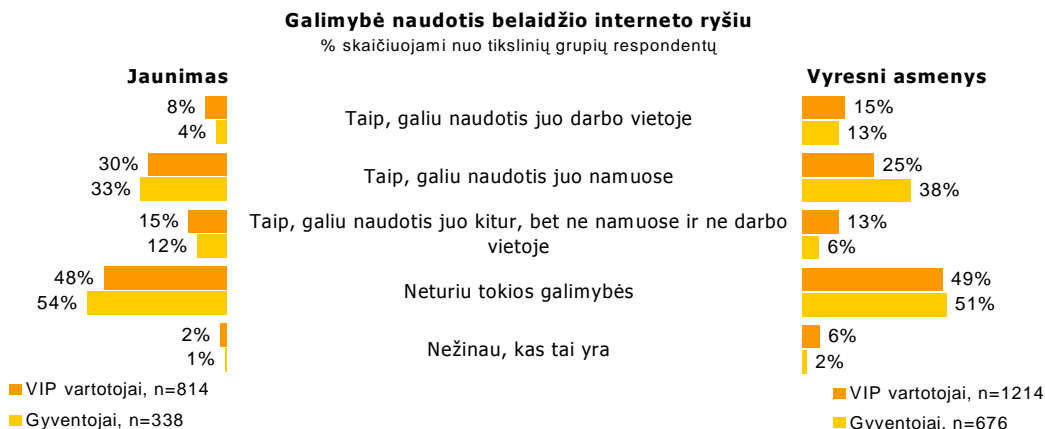 Galimybė naudotis belaidžio interneto ryšiu
% skaičiuojami nuo tikslinių grupių respondentų
Jaunimas
Vyresni asmenys
8%
4%
Taip, galiu naudotis juo darbo vietoje
15%
13%
30%
33%
Taip, galiu naudotis juo namuose
25%
38%
15%
12%
Taip, galiu naudotis juo kitur, bet ne namuose ir ne darbo
vietoje
13%
6%
48%
54%
Neturiu tokios galimybės
49%
51%
2%
1%
Nežinau, kas tai yra
6%
2%
VIP vartotojai, n=814
Gyventojai, n=338
VIP vartotojai, n=1214
Gyventojai, n=676